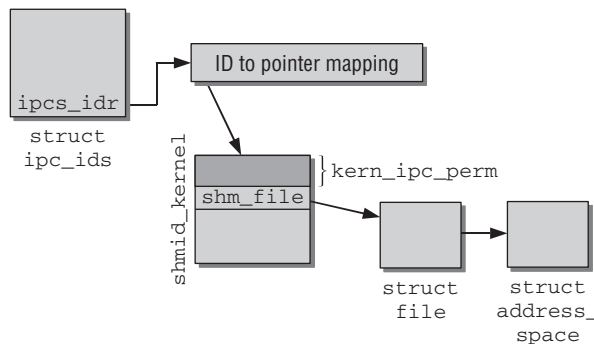 ID to pointer mapping
ipcs_idr
struct
ipc_ids
shmid_kernel
}kern_ipc_perm
shm_file
struct
file
struct
address_
space